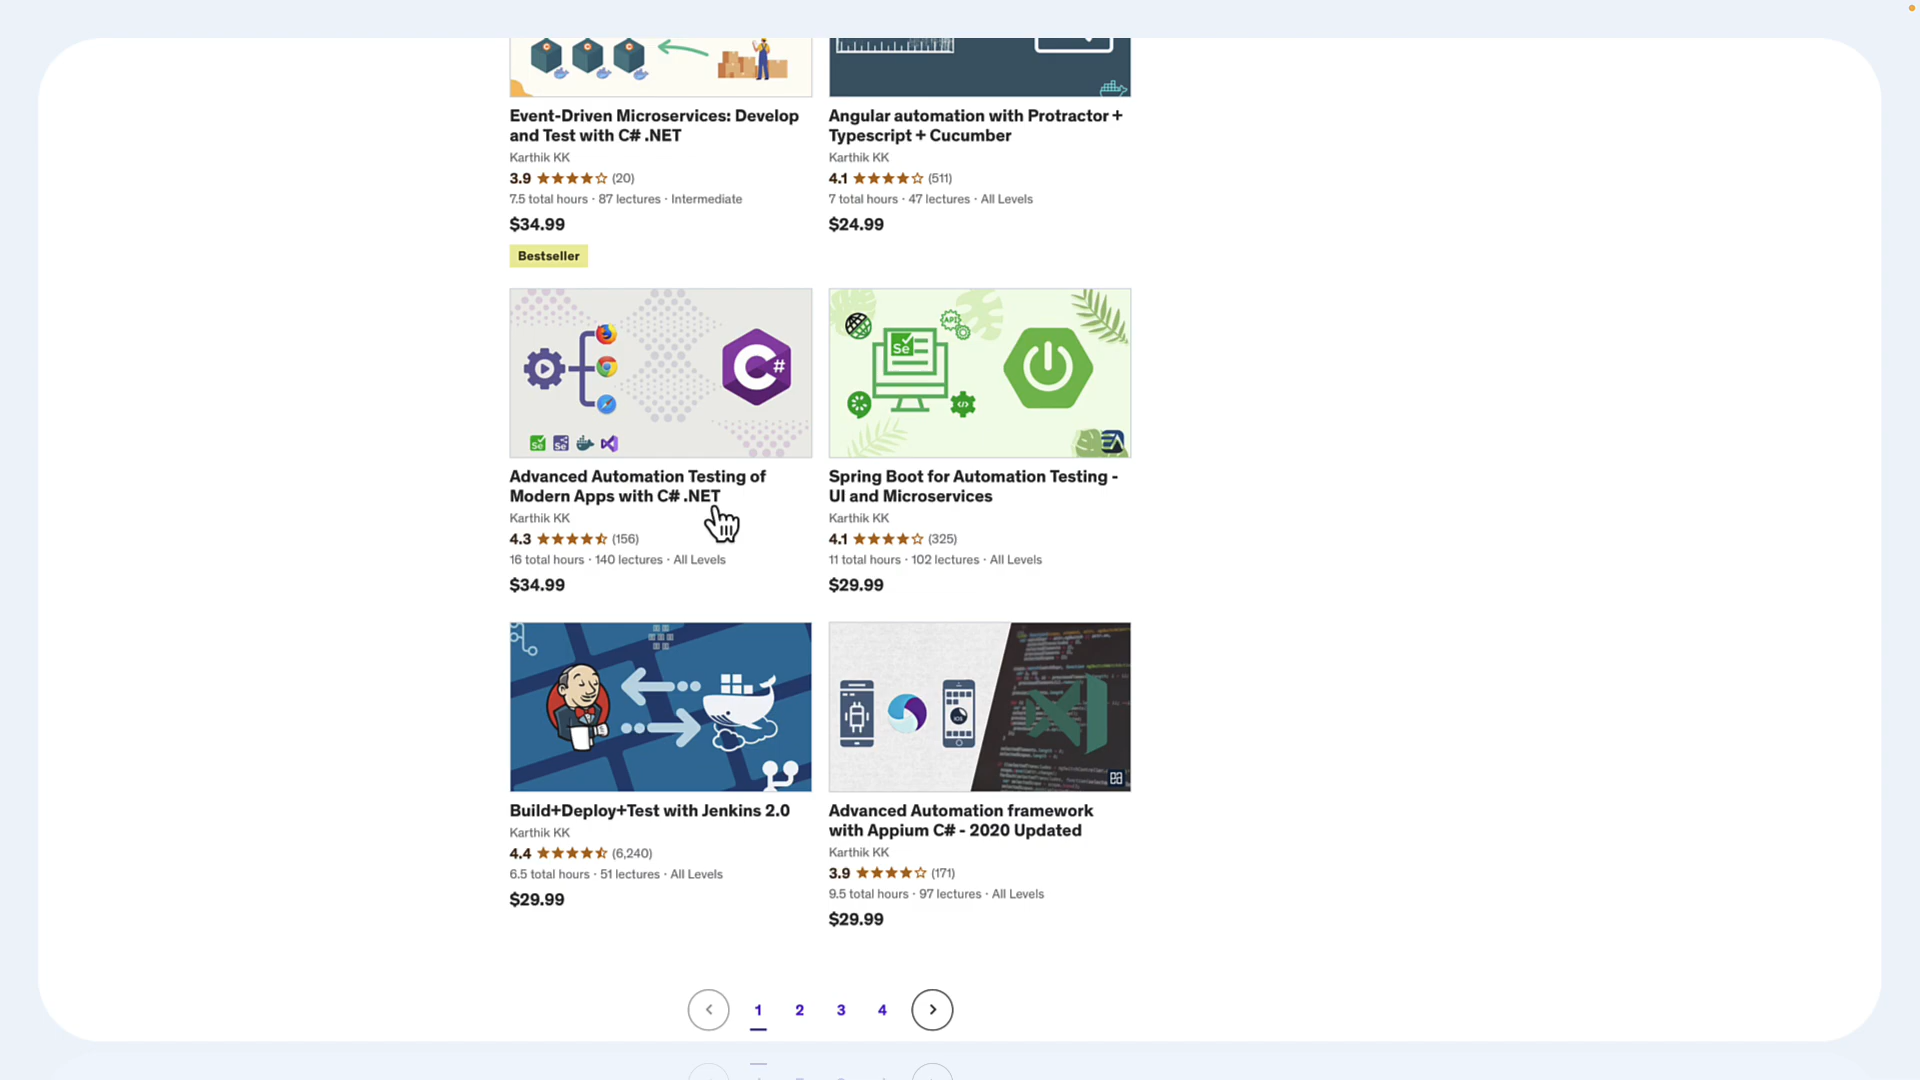 Event-Driven Microservices: Develop
and Test with C# .NET
Karthik KK
3.9 (20)
7.5 total hours · 87 lectures · Intermediate
$34.99
Bestseller
Angular automation with Protractor +
Typescript + Cucumber
Karthik KK
4.1 (511)
7 total hours · 47 lectures · All Levels
$24.99
C#
Se
Se
Advanced Automation Testing of
Modern Apps with C# .NET
Karthik KK
4.3 (156)
16 total hours · 140 lectures · All Levels
$34.99
API
Se
Spring Boot for Automation Testing -
UI and Microservices
Karthik KK
4.1 (325)
11 total hours · 102 lectures · All Levels
$29.99
Build+Deploy+Test with Jenkins 2.0
Karthik KK
4.4 (6,240)
6.5 total hours · 51 lectures · All Levels
$29.99
iOS
Advanced Automation framework
with Appium C# - 2020 Updated
Karthik KK
3.9 (171)
9.5 total hours · 97 lectures · All Levels
$29.99
1 2 3 4